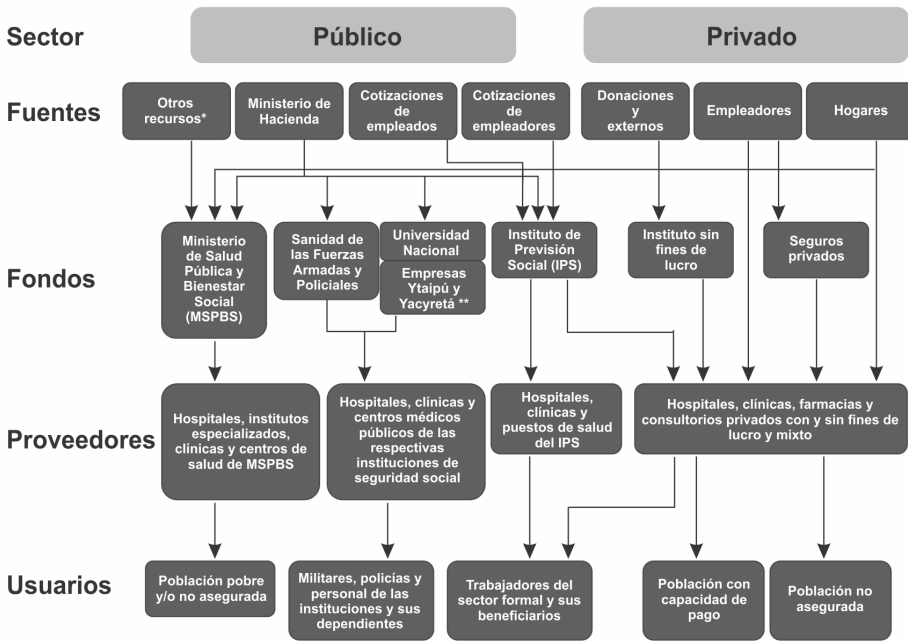 Sector
Público
Privado
Fuentes
Otros
recursos*
Ministerio de
Hacienda
Cotizaciones
de
empleados
Cotizaciones
de
empleadores
Donaciones
y
externos
Empleadores
Hogares
Fondos
Ministerio
de Salud
Pública y
Bienestar
Social
(MSPBS)
Sanidad de
las Fuerzas
Armadas y
Policiales
Universidad
Nacional
Empresas
Ytaipú y
Yacyretá **
Instituto de
Previsión
Social (IPS)
Instituto sin
fines de
lucro
Seguros
privados
Proveedores
Hospitales, institutos
especializados,
clínicas y centros de
salud de MSPBS
Hospitales, clínicas y
centros médicos
públicos de las
respectivas
instituciones de
seguridad social
Hospitales,
clínicas y
puestos de salud
del IPS
Hospitales, clínicas, farmacias y
consultorios privados con y sin fines de
lucro y mixto
Usuarios
Población pobre
y/o no asegurada
Militares, policías y
personal de las
instituciones y sus
dependientes
Trabajadores del
sector formal y sus
beneficiarios
Población con
capacidad de
pago
Población no
asegurada